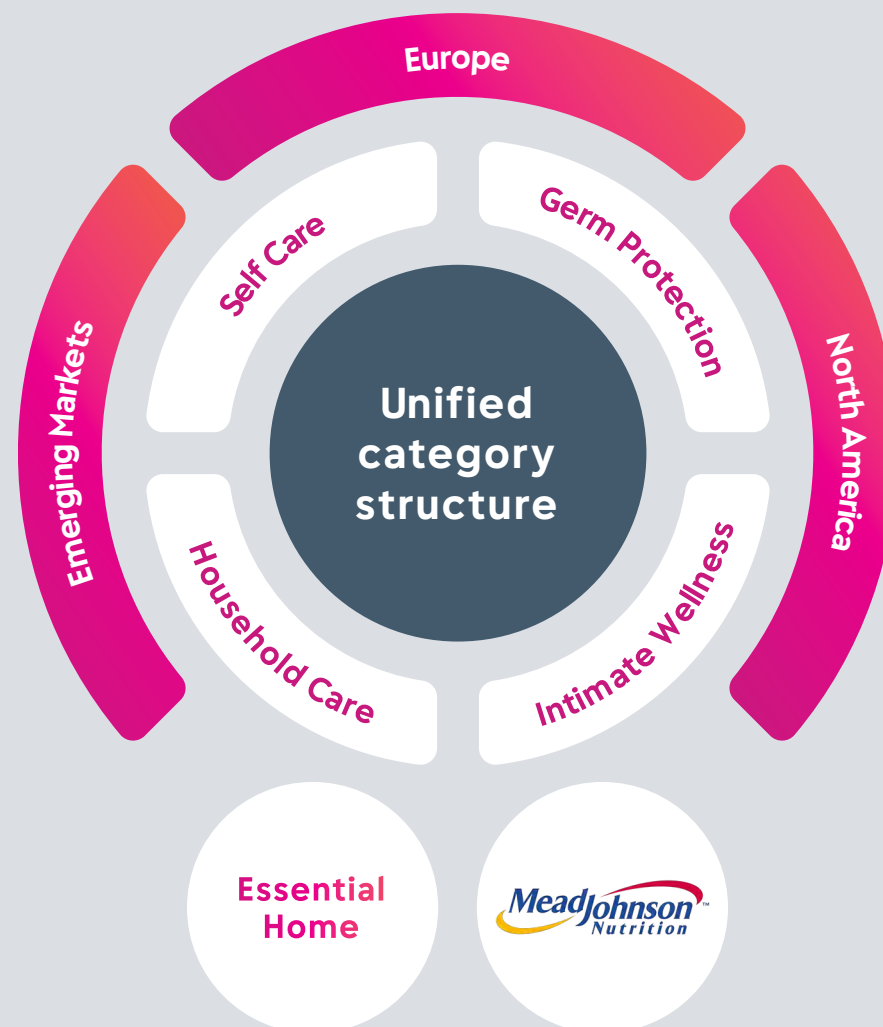 Europe
Emerging Markets
North America
Self Care
Germ Protection
Household Care
Intimate Wellness
Unified
category
structure
Essential
Home
MeadJohnson™
Nutrition